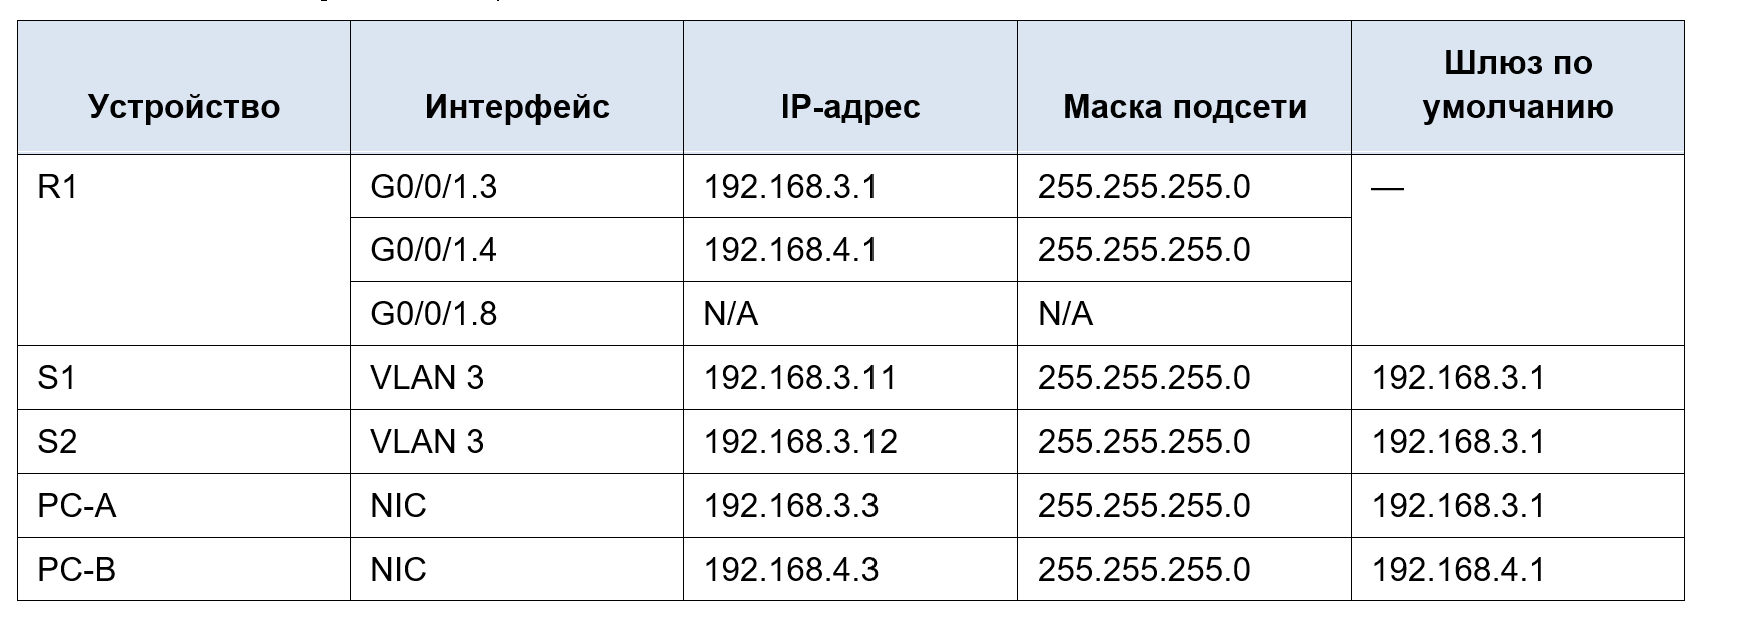 Устройство Интерфейс IP-адрес Маска подсети Шлюз по умолчанию
R1 G0/0/1.3 192.168.3.1 255.255.255.0 —
G0/0/1.4 192.168.4.1 255.255.255.0
G0/0/1.8 N/A N/A
S1 VLAN 3 192.168.3.11 255.255.255.0 192.168.3.1
S2 VLAN 3 192.168.3.12 255.255.255.0 192.168.3.1
PC-A NIC 192.168.3.3 255.255.255.0 192.168.3.1
PC-B NIC 192.168.4.3 255.255.255.0 192.168.4.1